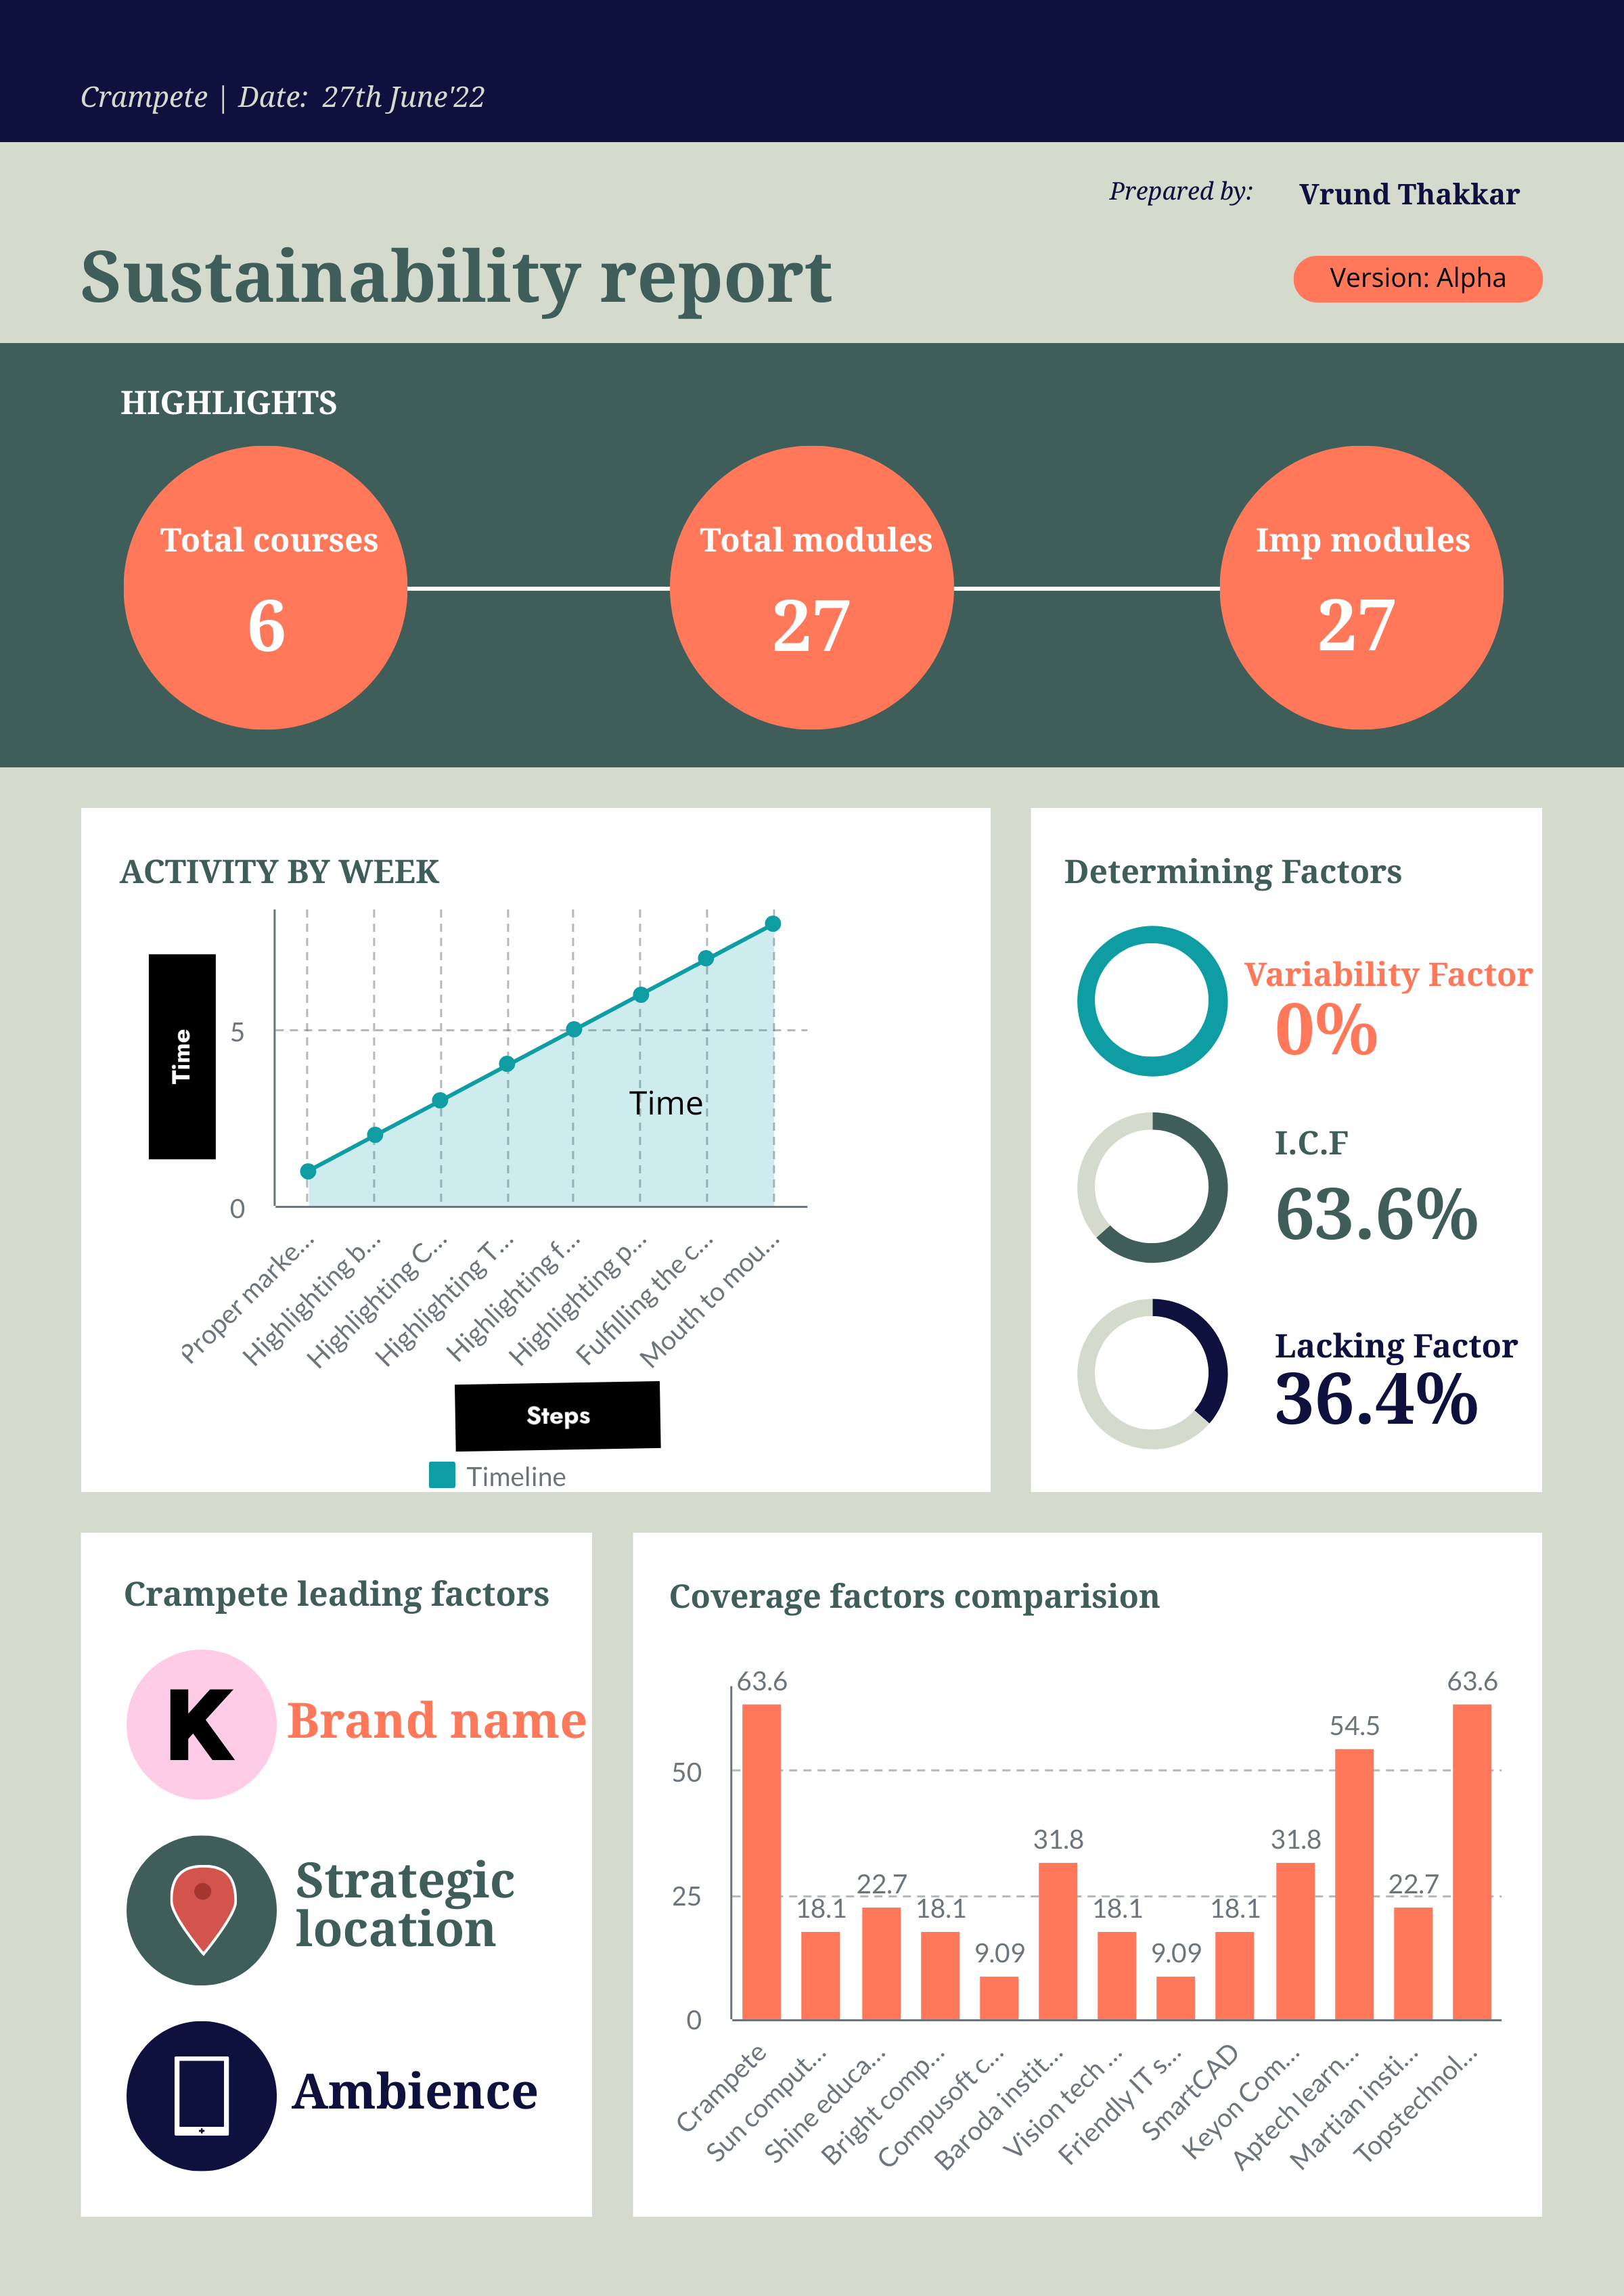 Crampete | Date:  27th June'22
Prepared by:
Vrund Thakkar
Sustainability report
Version: Alpha
HIGHLIGHTS
Total courses
6
Total modules
27
Imp modules
27
ACTIVITY BY WEEK
Time
5
0
Time
Proper marke...
Highlighting b...
Highlighting C...
Highlighting T...
Highlighting f...
Highlighting p...
Fulfilling the c...
Mouth to mou...
Steps
Timeline
Determining Factors
Variability Factor
0%
I.C.F
63.6%
Lacking Factor
36.4%
Crampete leading factors
K
Brand name
Strategic
location
Ambience
Coverage factors comparision
50
25
0
63.6
18.1
22.7
18.1
9.09
31.8
18.1
9.09
18.1
31.8
54.5
22.7
63.6
Crampete
Sun comput...
Shine educa...
Bright comp...
Compusoft c...
Baroda instit...
Vision tech ...
Friendly IT s...
SmartCAD
Keyon Com...
Aptech learn...
Martian insti...
Topstechnol...